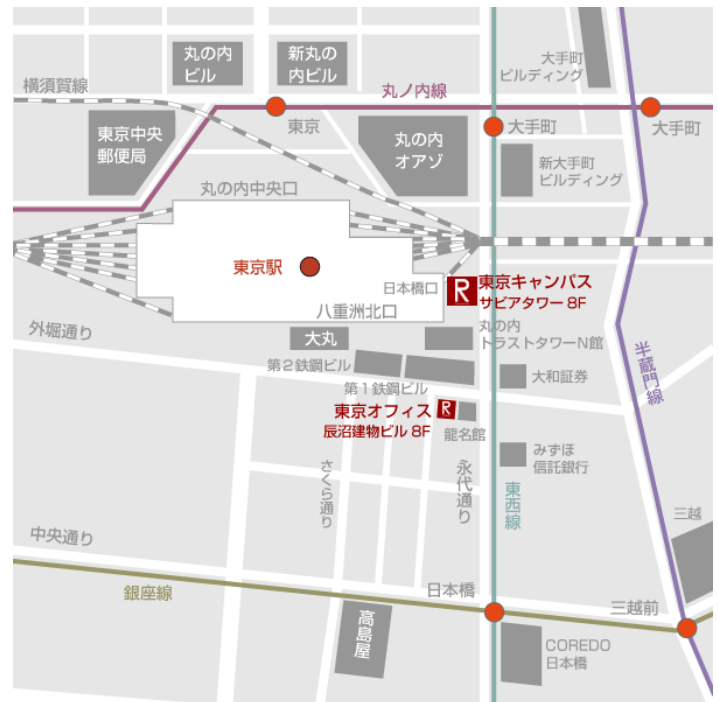 丸の内
ビル
新丸の
内ビル
大手町
ビルディング
横須賀線
丸ノ内線
東京中央
郵便局
東京
丸の内
オアゾ
大手町
大手町
新大手町
ビルディング
丸の内中央口
東京駅
日本橋口
R
東京キャンパス
サピアタワー 8F
八重洲北口
外堀通り
大丸
丸の内
トラストタワーN館
第2鉄鋼ビル
第1鉄鋼ビル
大和証券
半蔵門線
東京オフィス
辰沼建物ビル 8F
R
龍名館
みずほ
信託銀行
さくら通り
永代通り
東西線
三越
中央通り
銀座線
日本橋
三越前
高島屋
COREDO
日本橋